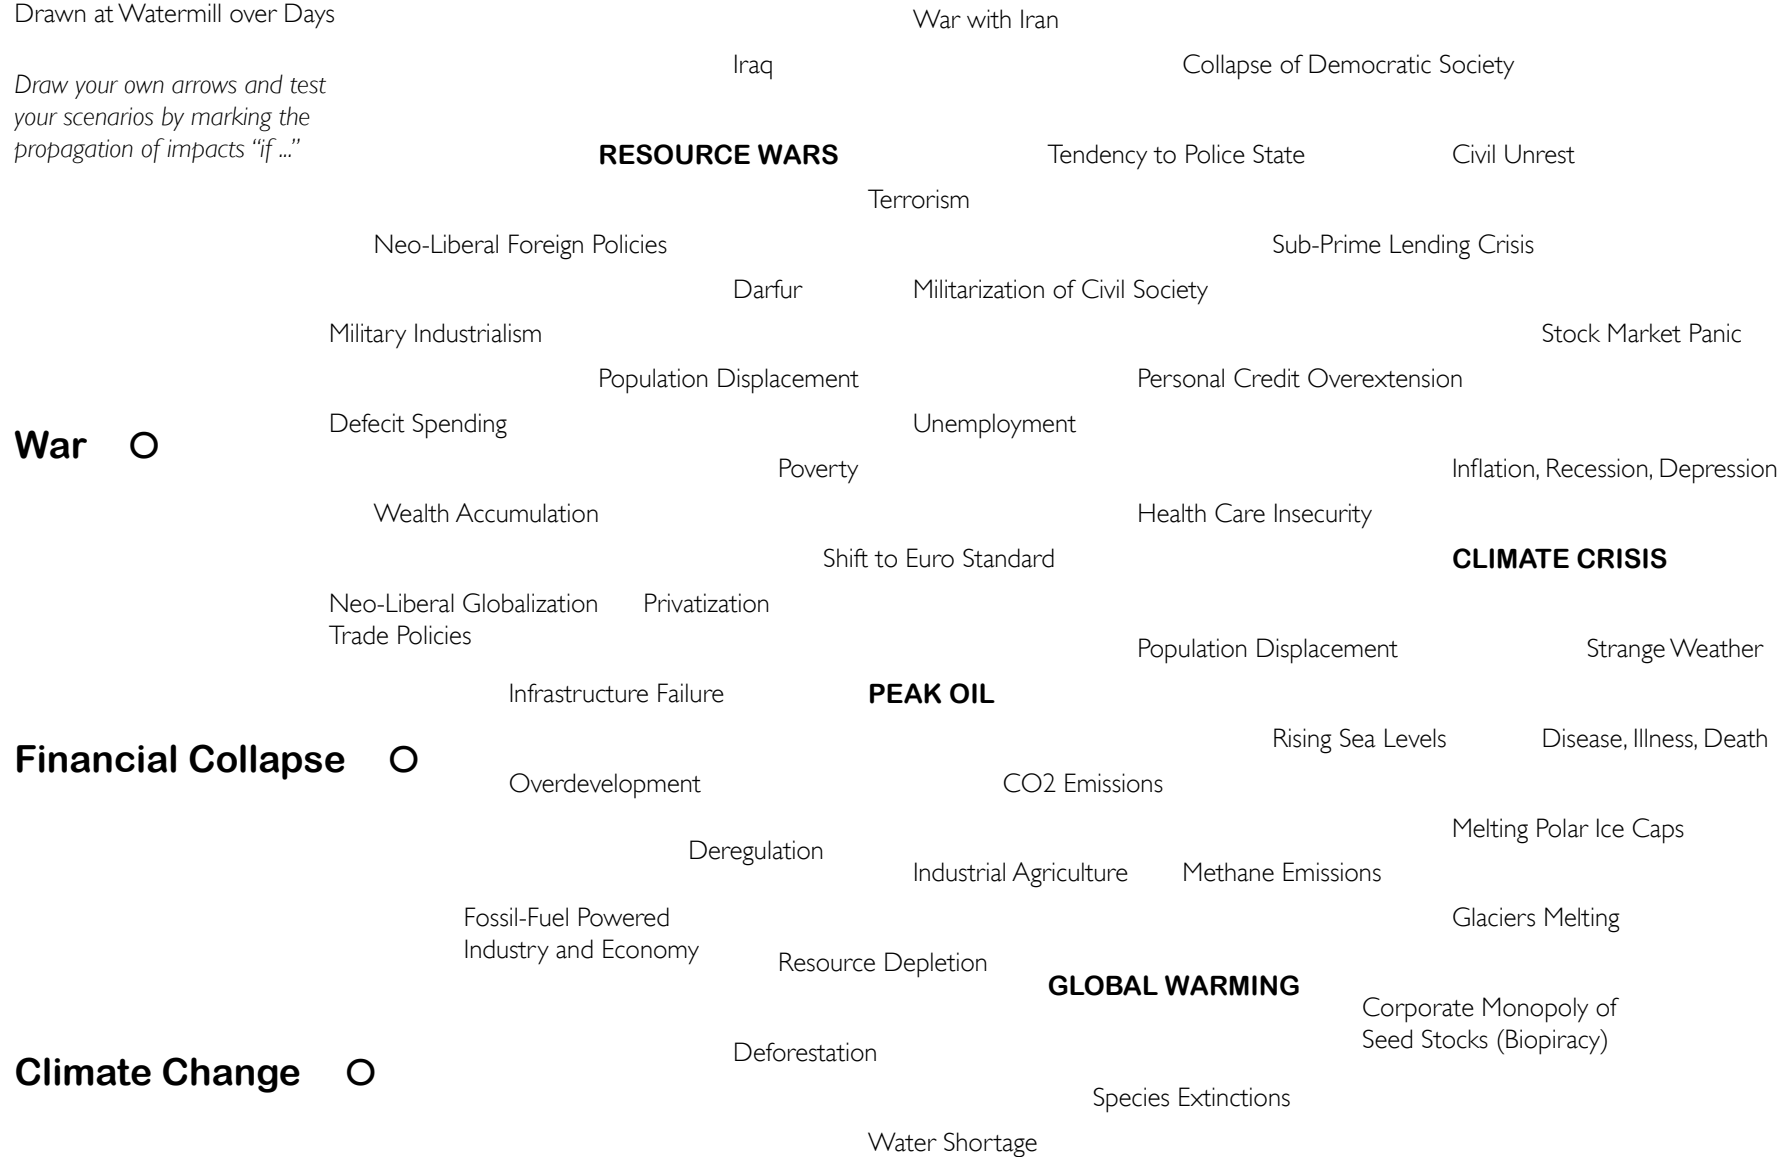 Drawn at Watermill over Days
War with Iran
Iraq
Collapse of Democratic Society
Draw your own arrows and test
your scenarios by marking the
propagation of impacts “if ...”
RESOURCE WARS
Tendency to Police State
Civil Unrest
Terrorism
Neo-Liberal Foreign Policies
Sub-Prime Lending Crisis
Darfur
Militarization of Civil Society
Military Industrialism
Stock Market Panic
Population Displacement
Personal Credit Overextension
Defecit Spending
Unemployment
War O
Poverty
Inflation, Recession, Depression
Wealth Accumulation
Health Care Insecurity
Shift to Euro Standard
CLIMATE CRISIS
Neo-Liberal Globalization
Trade Policies
Privatization
Population Displacement
Strange Weather
Infrastructure Failure
PEAK OIL
Rising Sea Levels
Disease, Illness, Death
Financial Collapse O
Overdevelopment
CO2 Emissions
Melting Polar Ice Caps
Deregulation
Industrial Agriculture
Methane Emissions
Fossil-Fuel Powered
Industry and Economy
Glaciers Melting
Resource Depletion
GLOBAL WARMING
Corporate Monopoly of
Seed Stocks (Biopiracy)
Deforestation
Climate Change O
Species Extinctions
Water Shortage